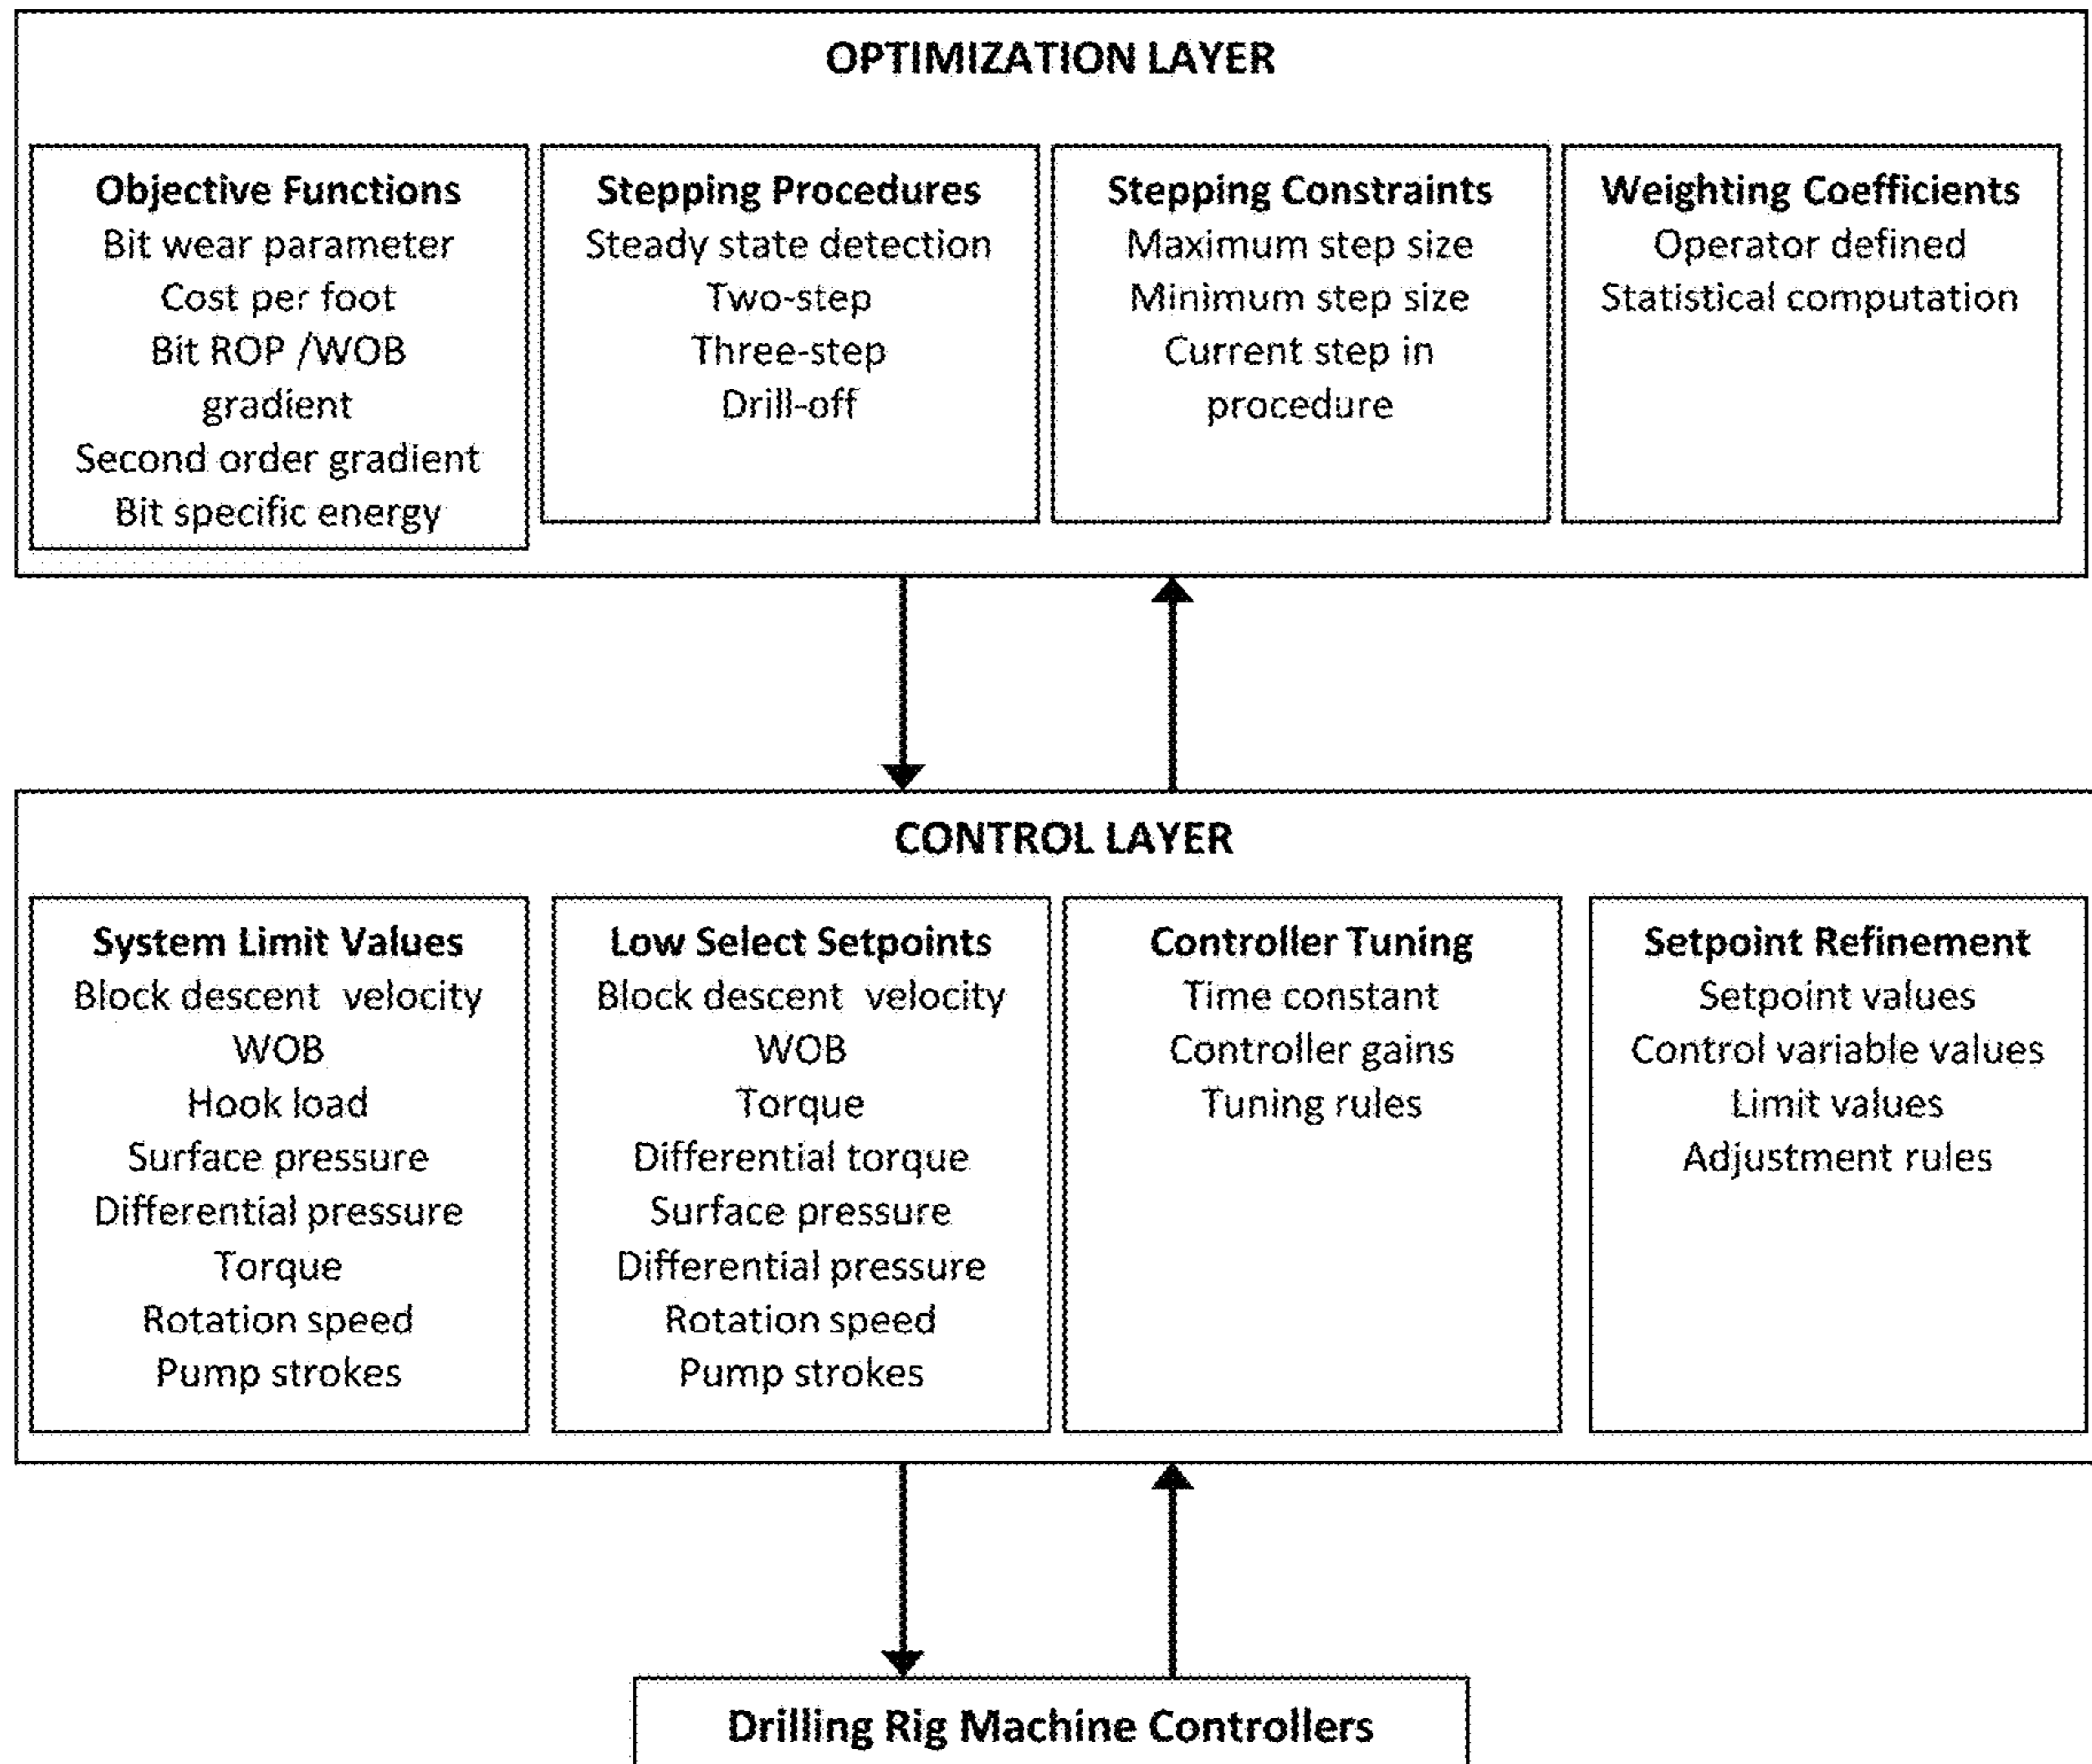 OPTIMIZATION LAYER
Objective Functions
Bit wear parameter
Cost per foot
Bit ROP /WOB
gradient
Second order gradient
Bit specific energy
Stepping Procedures
Steady state detection
Two-step
Three-step
Drill-off
Stepping Constraints
Maximum step size
Minimum step size
Current step in
procedure
Weighting Coefficients
Operator defined
Statistical computation
CONTROL LAYER
System Limit Values
Block descent velocity
WOB
Hook load
Surface pressure
Differential pressure
Torque
Rotation speed
Pump strokes
Low Select Setpoints
Block descent velocity
WOB
Torque
Differential torque
Surface pressure
Differential pressure
Rotation speed
Pump strokes
Controller Tuning
Time constant
Controller gains
Tuning rules
Setpoint Refinement
Setpoint values
Control variable values
Limit values
Adjustment rules
Drilling Rig Machine Controllers